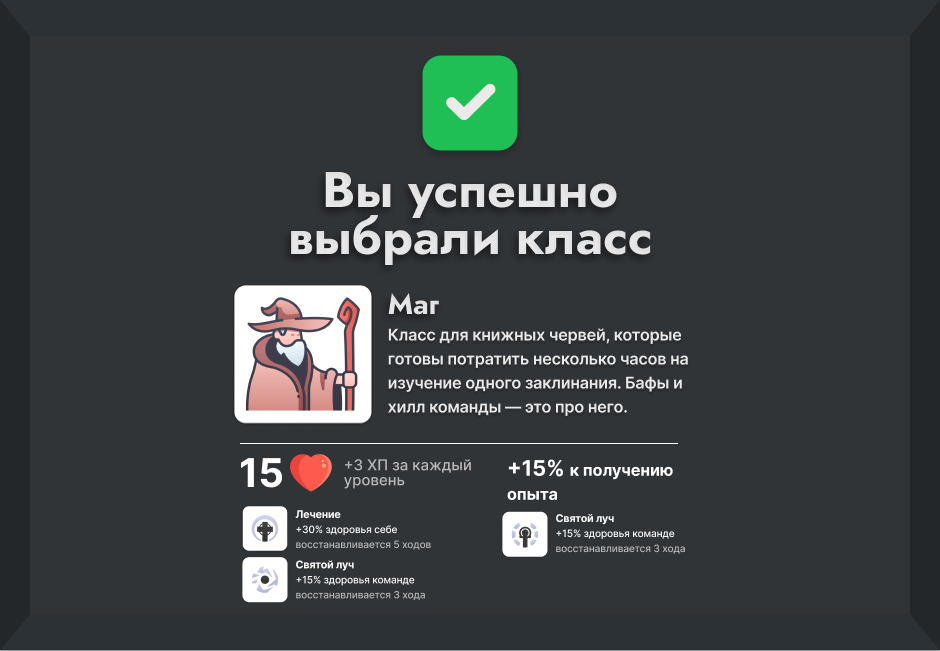 Вы успешно
выбрали класс
Маг
Класс для книжных червей, которые
готовы потратить несколько часов на
изучение одного заклинания. Бафы и
хилл команды — это про него.
15
+3 ХП за каждый
уровень
+15% к получению
опыта
Лечение
+30% здоровья себе
восстанавливается 5 ходов
Святой луч
+15% здоровья команде
восстанавливается 3 хода
Святой луч
+15% здоровья команде
восстанавливается 3 хода